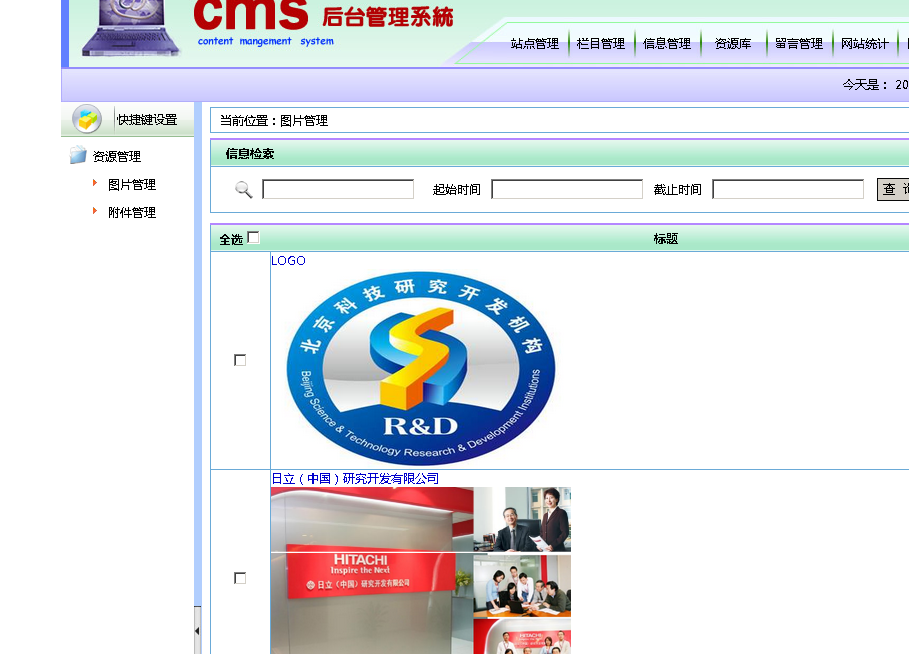 cms 后台管理系統
content mangement system
站点管理 栏目管理 信息管理 资源库 留言管理 网站统计
今天是： 20
快捷键设置
当前位置：图片管理
资源管理
信息检索
图片管理
起始时间 截止时间 查
附件管理
全选 标题
LOGO
北京科技研究开发机构
R&D
Beijing Science & Technology Research & Development Institutions
日立（中国）研究开发有限公司
HITACHI
Inspire the Next
日立（中国）研究开发有限公司
HITACHI